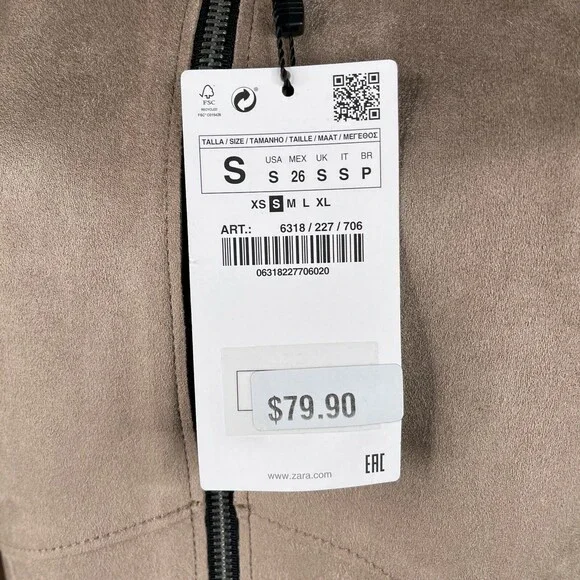 FSC
TALLA / SIZE / TAMANHO / TAILLE / MAAT / ΜΕΓΕΘΟΣ
S
USA MEX UK IT BR
S 26 S S P
XS S M L XL
ART.: 6318 / 227 / 706
06318227706020
$79.90
www.zara.com
EAC